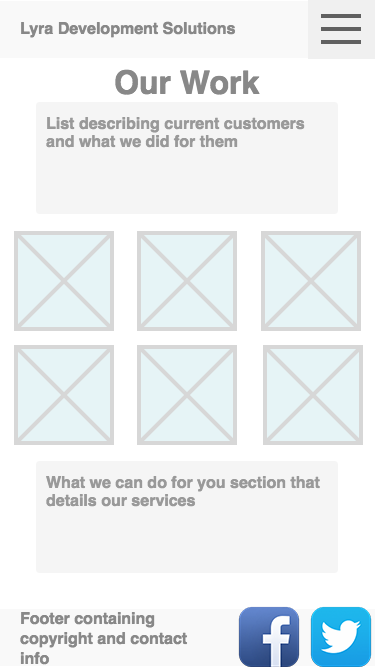 Lyra Development Solutions
Our Work
List describing current customers
and what we did for them
What we can do for you section that
details our services
Footer containing
copyright and contact
info